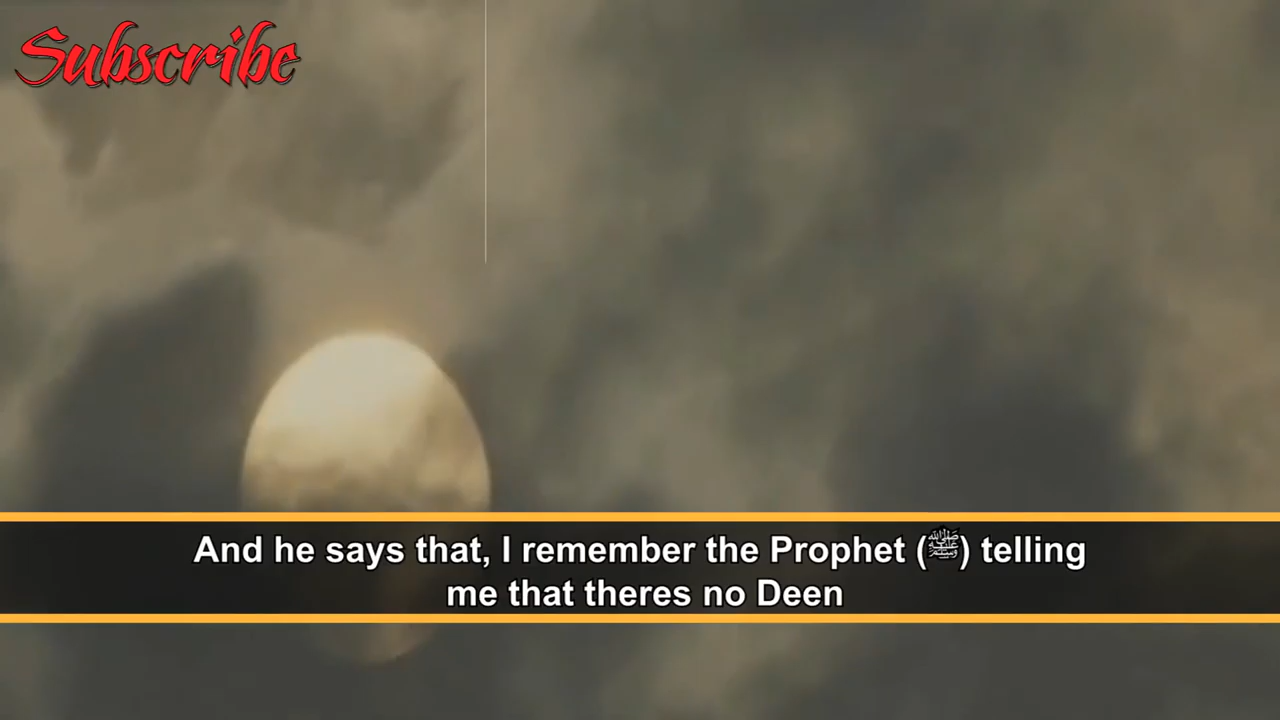 Subscribe
And he says that, I remember the Prophet (ﷺ) telling
me that theres no Deen